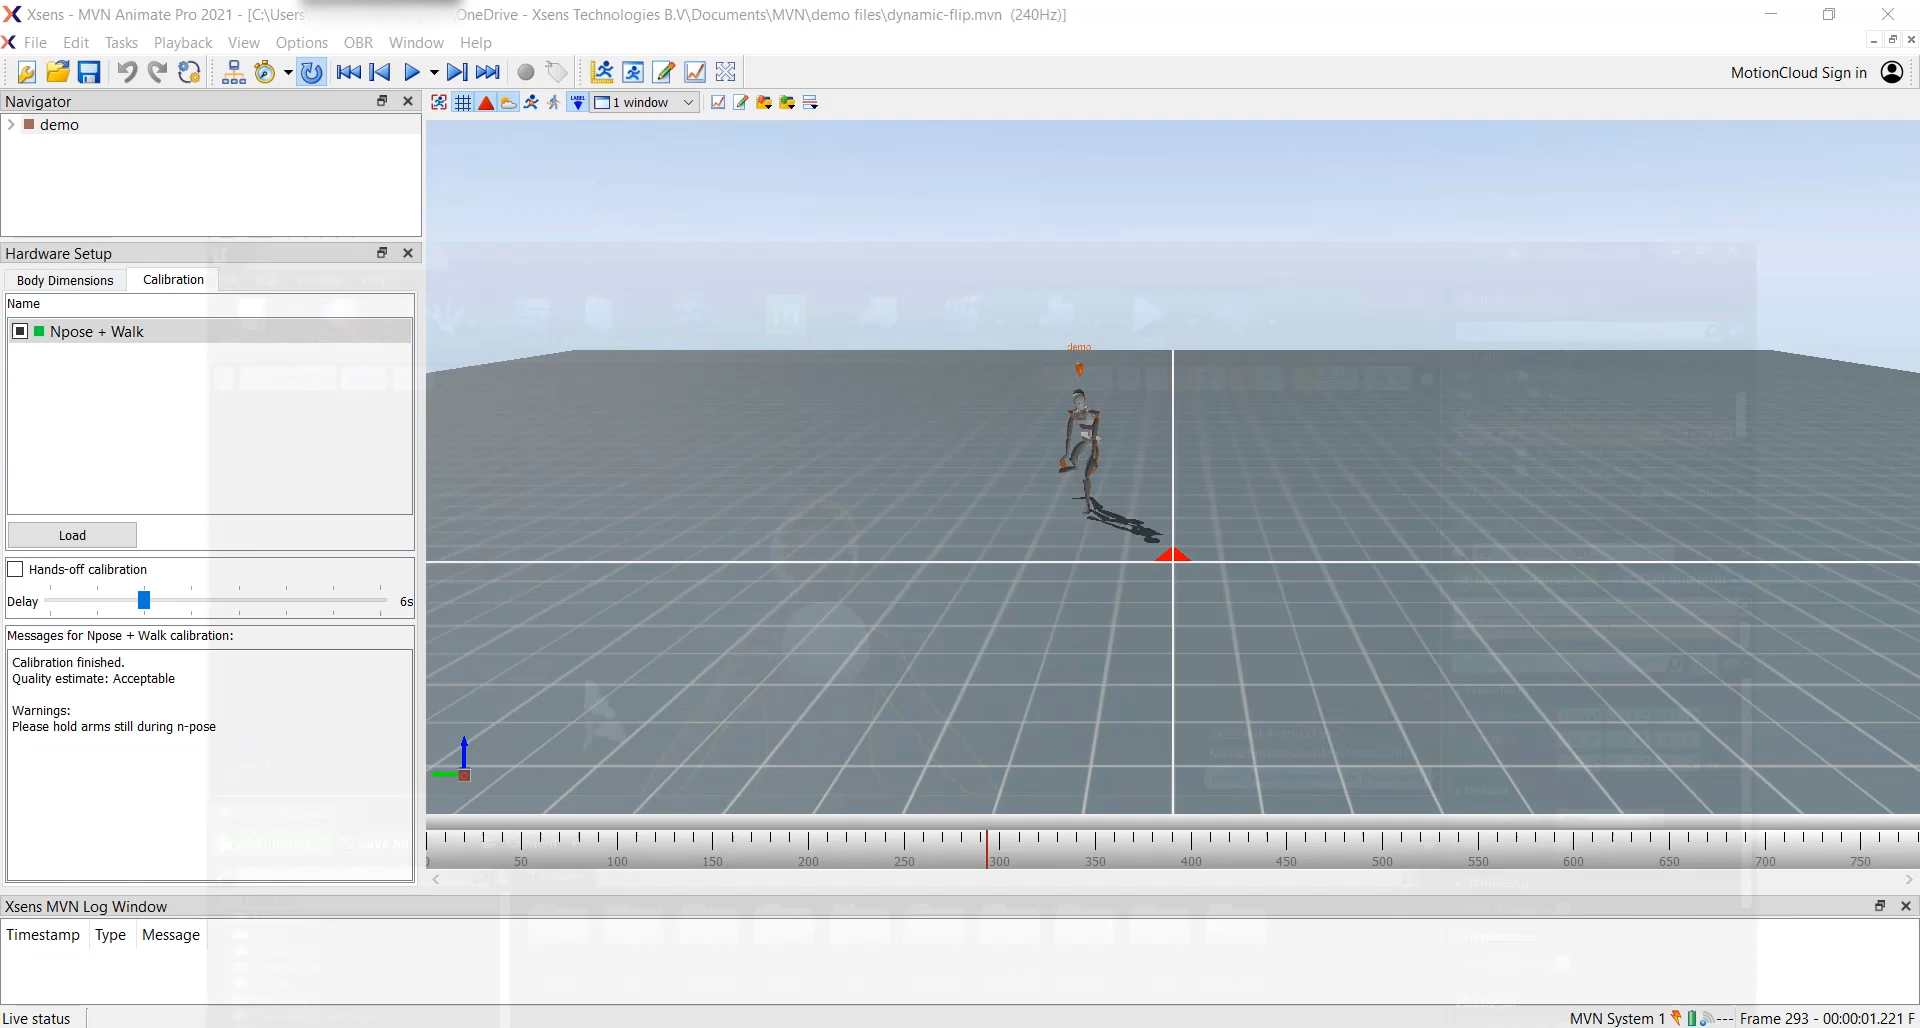 Xsens - MVN Animate Pro 2021 - [C:\Users OneDrive - Xsens Technologies B.V\Documents\MVN\demo files\dynamic-flip.mvn (240Hz)]
File Edit Tasks Playback View Options OBR Window Help
MotionCloud Sign in
Navigator
1 window
demo
demo
Hardware Setup
Body Dimensions Calibration
Name
Npose + Walk
Load
Hands-off calibration
Delay 6s
Messages for Npose + Walk calibration:
Calibration finished.
Quality estimate: Acceptable
Warnings:
Please hold arms still during n-pose
50 100 150 200 250 300 350 400 450 500 550 600 650 700 750
Xsens MVN Log Window
Timestamp Type Message
Live status
MVN System 1 --- Frame 293 - 00:00:01.221 F